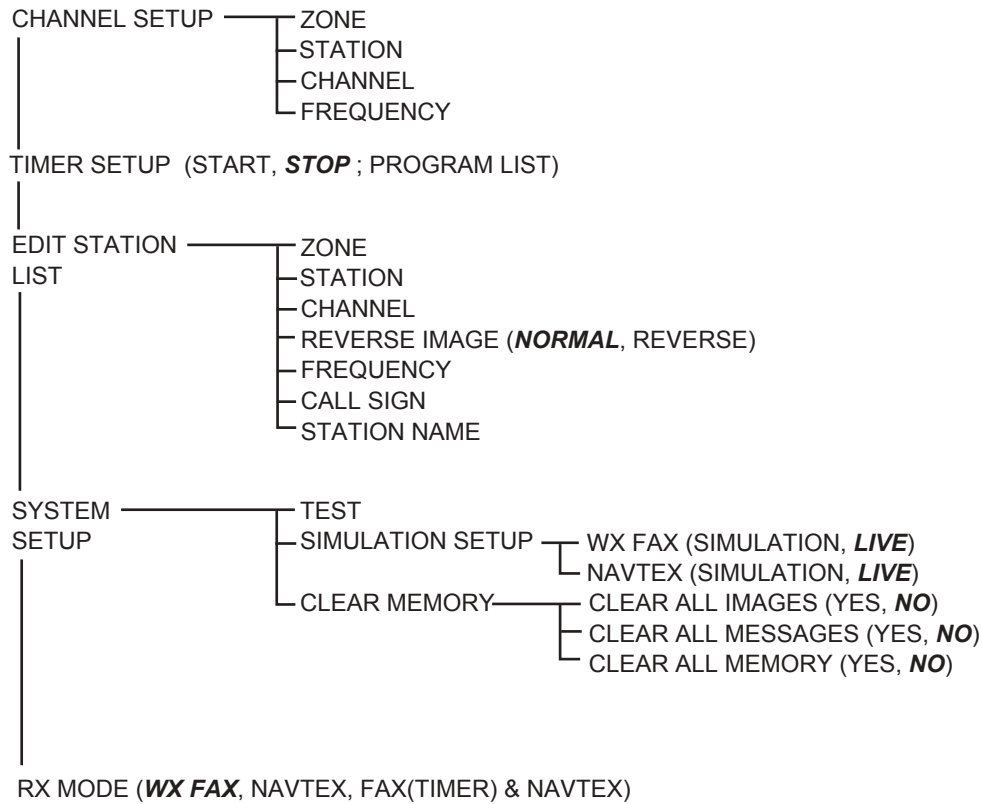 CHANNEL SETUP ZONE
STATION
CHANNEL
FREQUENCY
TIMER SETUP (START, STOP ; PROGRAM LIST)
EDIT STATION ZONE
LIST STATION
CHANNEL
REVERSE IMAGE (NORMAL, REVERSE)
FREQUENCY
CALL SIGN
STATION NAME
SYSTEM TEST
SETUP SIMULATION SETUP WX FAX (SIMULATION, LIVE)
NAVTEX (SIMULATION, LIVE)
CLEAR MEMORY CLEAR ALL IMAGES (YES, NO)
CLEAR ALL MESSAGES (YES, NO)
CLEAR ALL MEMORY (YES, NO)
RX MODE (WX FAX, NAVTEX, FAX(TIMER) & NAVTEX)